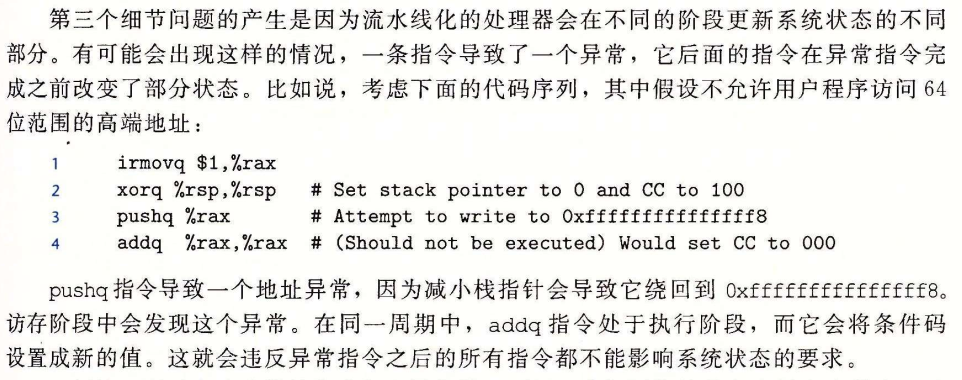 第三个细节问题的产生是因为流水线化的处理器会在不同的阶段更新系统状态的不同
部分。有可能会出现这样的情况，一条指令导致了一个异常，它后面的指令在异常指令完
成之前改变了部分状态。比如说，考虑下面的代码序列，其中假设不允许用户程序访问 64
位范围的高端地址：
1 irmovq $1,%rax
2 xorq %rsp,%rsp # Set stack pointer to 0 and CC to 100
3 pushq %rax # Attempt to write to 0xfffffffffffffff8
4 addq %rax,%rax # (Should not be executed) Would set CC to 000
pushq 指令导致一个地址异常，因为减小栈指针会导致它绕回到 0xfffffffffffffff8。
访存阶段中会发现这个异常。在同一周期中，addq 指令处于执行阶段，而它会将条件码
设置成新的值。这就会违反异常指令之后的所有指令都不能影响系统状态的要求。